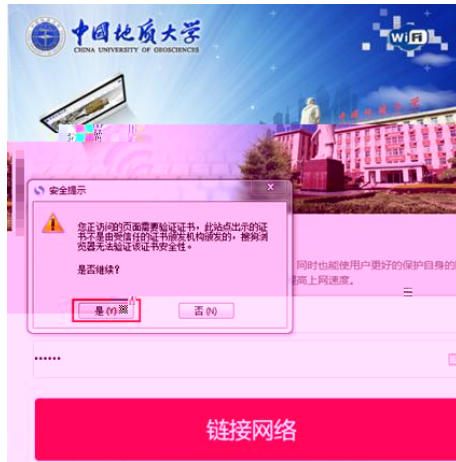 中国地质大学
CHINA UNIVERSITY OF GEOSCIENCES
WiFi
安全提示
您正访问的页面需要验证证书,此站点出示的证
书不是由受信任的证书颁发机构颁发的,搜狗浏
览器无法验证该证书安全性。
是否继续?
同时也能使用户更好的保护自身的
提高上网速度。
是(Y)
否(N)
链接网络